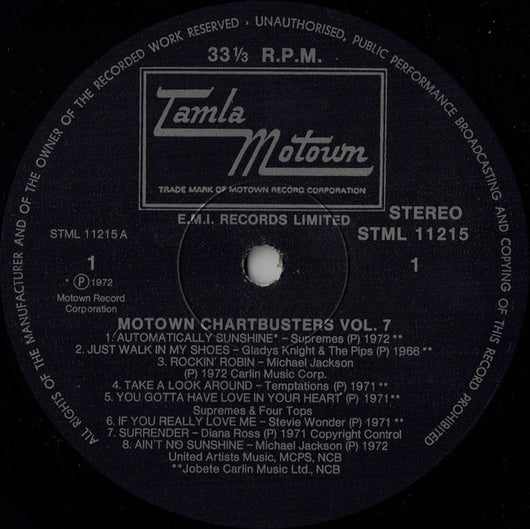 ALL RIGHTS OF THE MANUFACTURER AND OF THE OWNER OF THE RECORDED WORK RESERVED · UNAUTHORISED, PUBLIC PERFORMANCE BROADCASTING AND COPYING OF THIS RECORD PROHIBITED
33 1/3 R.P.M.
Tamla
Motown
TRADE MARK OF MOTOWN RECORD CORPORATION
E.M.I. RECORDS LIMITED
STEREO
STML 11215 A
STML 11215
1
1
* Ⓟ 1972
Motown Record
Corporation
MOTOWN CHARTBUSTERS VOL. 7
1. AUTOMATICALLY SUNSHINE* - Supremes (P) 1972 **
2. JUST WALK IN MY SHOES - Gladys Knight & The Pips (P) 1966 **
3. ROCKIN' ROBIN - Michael Jackson
(P) 1972 Carlin Music Corp.
4. TAKE A LOOK AROUND - Temptations (P) 1971 **
5. YOU GOTTA HAVE LOVE IN YOUR HEART (P) 1971 **
Supremes & Four Tops
6. IF YOU REALLY LOVE ME - Stevie Wonder (P) 1971 **
7. SURRENDER - Diana Ross (P) 1971 Copyright Control
8. AIN'T NO SUNSHINE - Michael Jackson (P) 1972
United Artists Music, MCPS, NCB
**Jobete Carlin Music Ltd., NCB